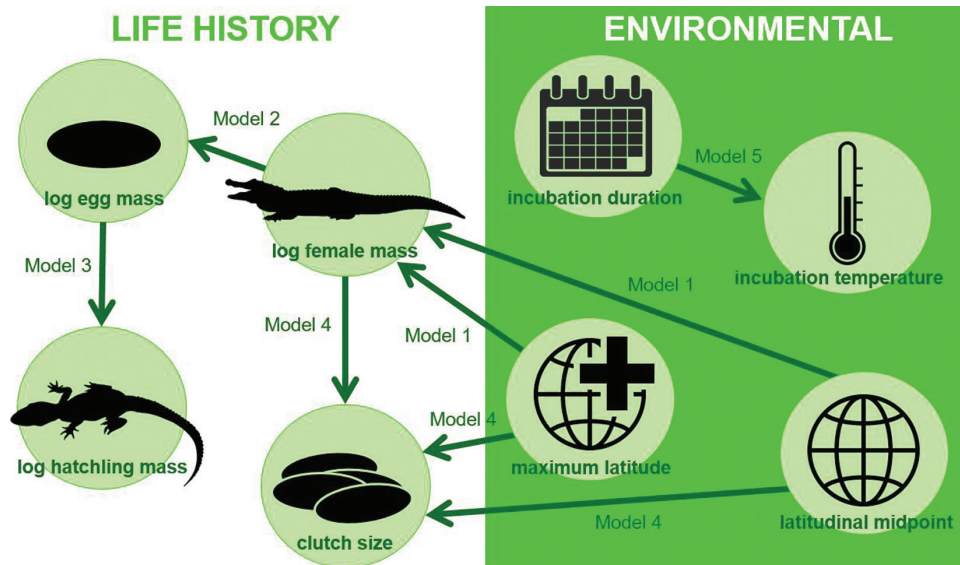 LIFE HISTORY
ENVIRONMENTAL
Model 2
log egg mass
log female mass
incubation duration
Model 5
incubation temperature
Model 3
Model 4
Model 1
Model 1
log hatchling mass
Model 4
maximum latitude
clutch size
Model 4
latitudinal midpoint